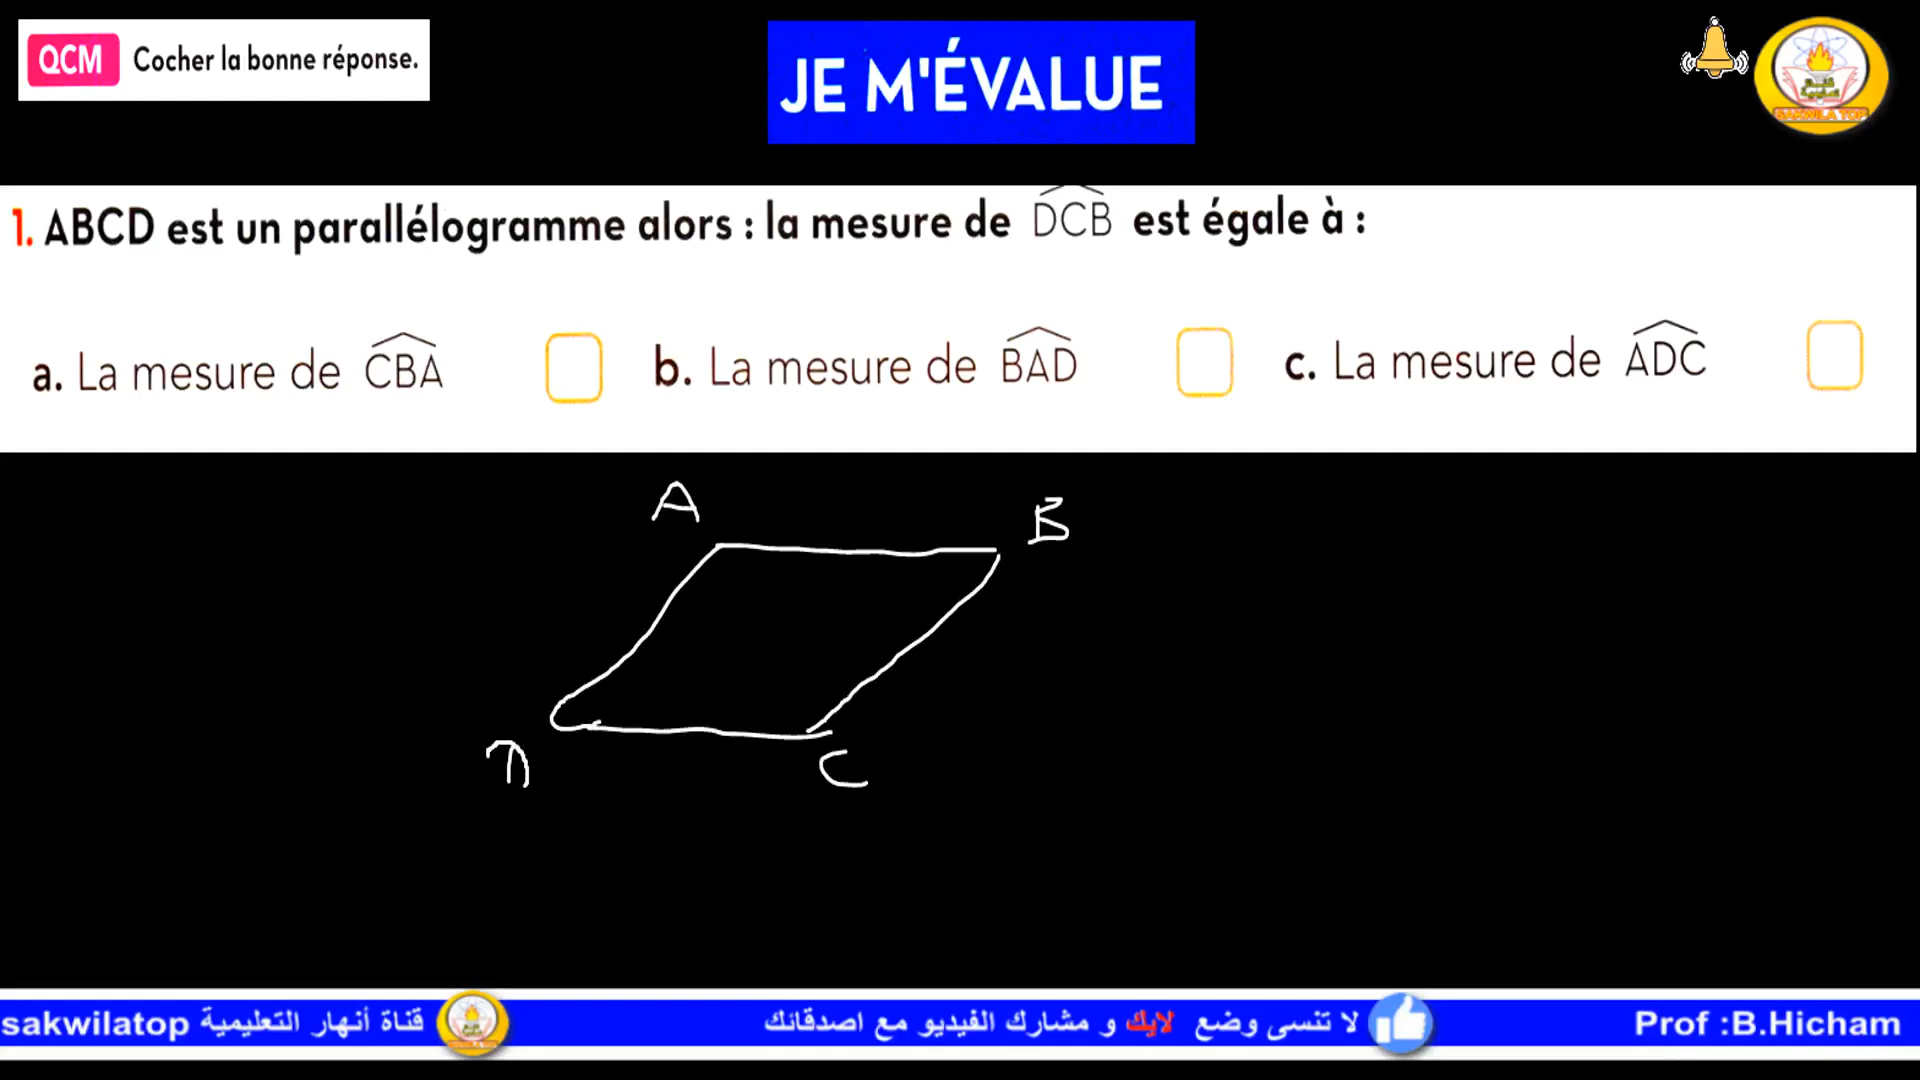 QCM Cocher la bonne réponse.
JE M'ÉVALUE
SAKWILA TOP
1. ABCD est un parallélogramme alors : la mesure de DCB est égale à :
a. La mesure de CBA
b. La mesure de BAD
c. La mesure de ADC
A
B
D
C
sakwilatop قناة أنهار التعليمية
لا تنسى وضع لايك و مشارك الفيديو مع اصدقائك
Prof :B.Hicham